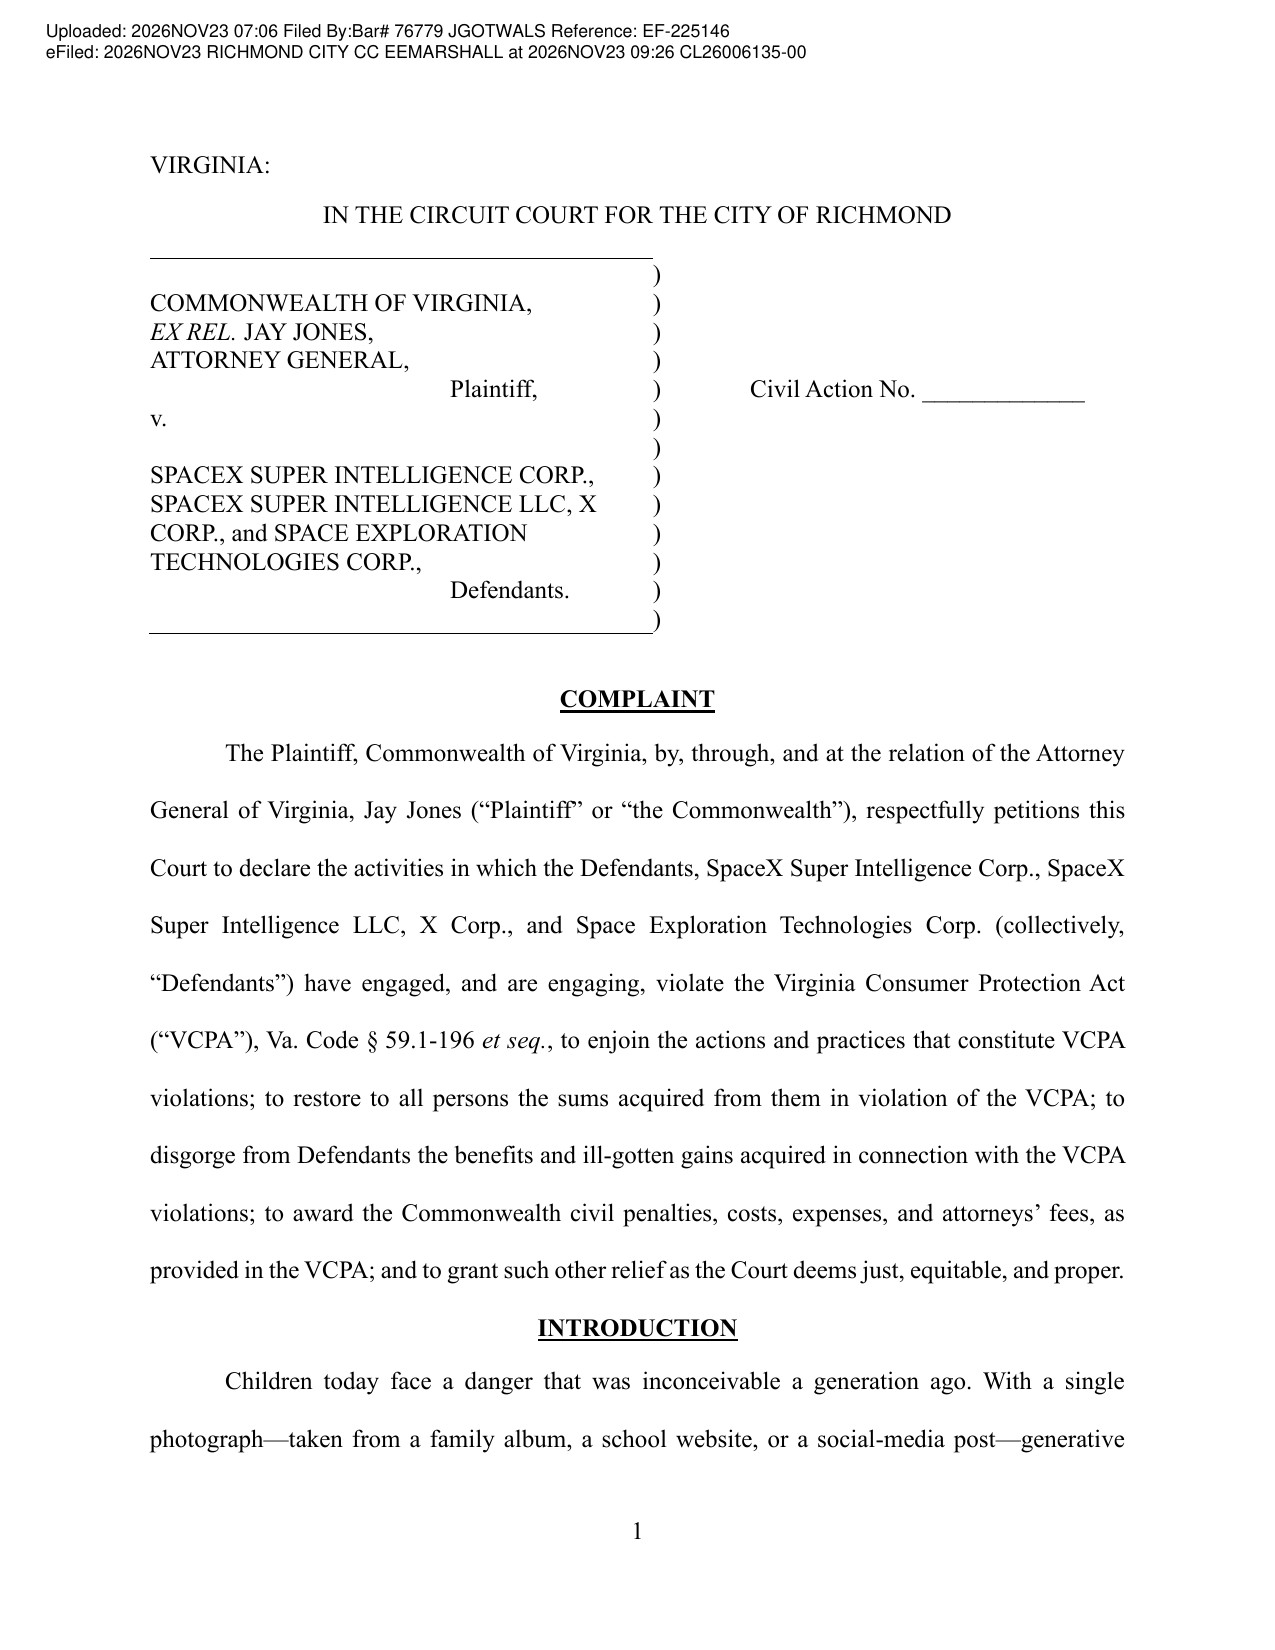 Uploaded: 2026NOV23 07:06 Filed By:Bar# 76779 JGOTWALS Reference: EF-225146
eFiled: 2026NOV23 RICHMOND CITY CC EEMARSHALL at 2026NOV23 09:26 CL26006135-00
VIRGINIA:
IN THE CIRCUIT COURT FOR THE CITY OF RICHMOND
)
COMMONWEALTH OF VIRGINIA, )
EX REL. JAY JONES, )
ATTORNEY GENERAL, )
Plaintiff, ) Civil Action No. _____________
v. )
)
SPACEX SUPER INTELLIGENCE CORP., )
SPACEX SUPER INTELLIGENCE LLC, X )
CORP., and SPACE EXPLORATION )
TECHNOLOGIES CORP., )
Defendants. )
)
COMPLAINT
The Plaintiff, Commonwealth of Virginia, by, through, and at the relation of the Attorney
General of Virginia, Jay Jones (“Plaintiff” or “the Commonwealth”), respectfully petitions this
Court to declare the activities in which the Defendants, SpaceX Super Intelligence Corp., SpaceX
Super Intelligence LLC, X Corp., and Space Exploration Technologies Corp. (collectively,
“Defendants”) have engaged, and are engaging, violate the Virginia Consumer Protection Act
(“VCPA”), Va. Code § 59.1-196 et seq., to enjoin the actions and practices that constitute VCPA
violations; to restore to all persons the sums acquired from them in violation of the VCPA; to
disgorge from Defendants the benefits and ill-gotten gains acquired in connection with the VCPA
violations; to award the Commonwealth civil penalties, costs, expenses, and attorneys’ fees, as
provided in the VCPA; and to grant such other relief as the Court deems just, equitable, and proper.
INTRODUCTION
Children today face a danger that was inconceivable a generation ago. With a single
photograph—taken from a family album, a school website, or a social-media post—generative
1